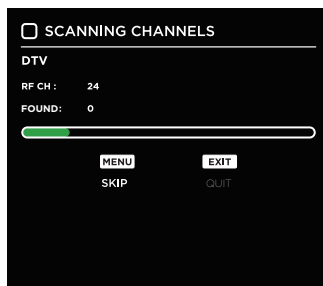 SCANNING CHANNELS
DTV
RF CH : 24
FOUND: 0
MENU EXIT
SKIP QUIT